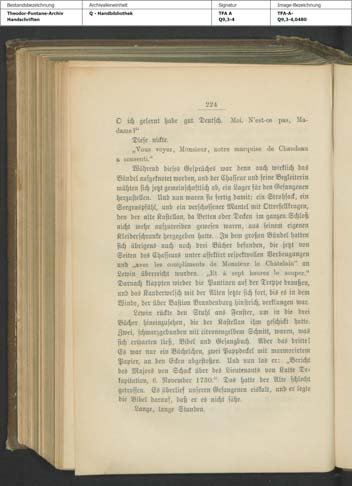 Bestandsbezeichnung
Theodor-Fontane-Archiv
Handschriften
Archivalieneinheit
Q - Handbibliothek
Signatur
TFA A
Q9,3-4
Image-Bezeichnung
TFA-A-
Q9,3-4,0480
224
O ich gelernt habe gut Deutsch. Moi. N'est-ce pas, Ma-
dame?"
Diese nickte.
„Vous voyez, Monsieur, notre marquise de Chandeau
a consenti."
Während dieses Gespräches war denn auch wirklich das
Bündel aufgeknotet worden, und der Chasseur und seine Begleiterin
mühten sich jetzt gemeinschaftlich ab, ein Lager für den Gefangenen
herzustellen. Und nun waren sie fertig damit; ein Strohsack, ein
Seegraspfühl, und ein verschossener Mantel mit Otterfellkragen,
den der alte Kastellan, da Betten oder Decken im ganzen Schloß
nicht mehr aufzutreiben gewesen waren, aus seinem eigenen
Kleiderschranke hergegeben hatte. In dem großen Bündel hatten
sich übrigens auch noch drei Bücher befunden, die jetzt von
Seiten des Chasseurs unter affektirt respektvollen Verbeugungen
und „avec les compliments de Monsieur le Châtelain" an
Lewin überreicht wurden. „Et à sept heures le souper."
Darnach klappten wieder die Pantinen auf der Treppe draußen,
und das Kauderwelsch mit der Alten setzte sich fort, bis es in dem
Winde, der über Bastion Brandenburg hinstrich, verklungen war.
Lewin rückte den Stuhl ans Fenster, um in die drei
Bücher hineinzusehen, die ihr Kastellan ihm geschickt hatte.
Zwei, schwarzgebunden mit zitronengelbem Schnitt, waren, was
sich erwarten ließ, Bibel und Gesangbuch. Aber das dritte!
Es war nur ein Büchelchen, zwei Pappdeckel mit marmorirtem
Papier, an den Ecken abgestoßen. Und nun las er: „Bericht
des Majors von Schack über des Lieutenants von Katte De-
kapitation, 6. November 1730." Das hatte der Alte schlecht
getroffen. Es überlief unseren Gefangenen eiskalt, und er legte
die Bibel darauf, daß er es nicht sähe.
Lange, lange Stunden.